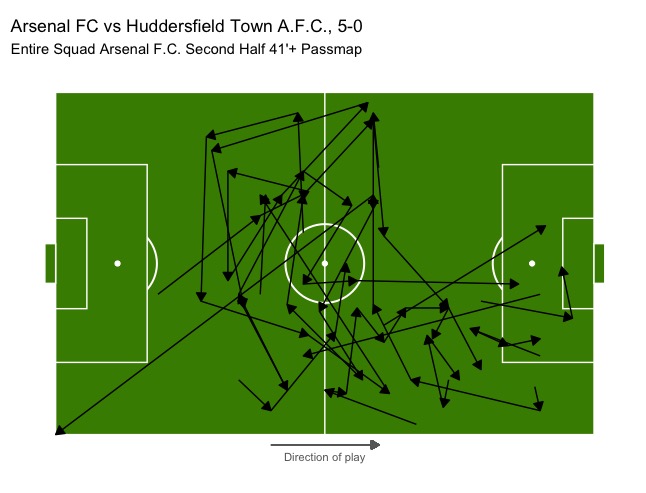 Arsenal FC vs Huddersfield Town A.F.C., 5-0
Entire Squad Arsenal F.C. Second Half 41'+ Passmap
Direction of play